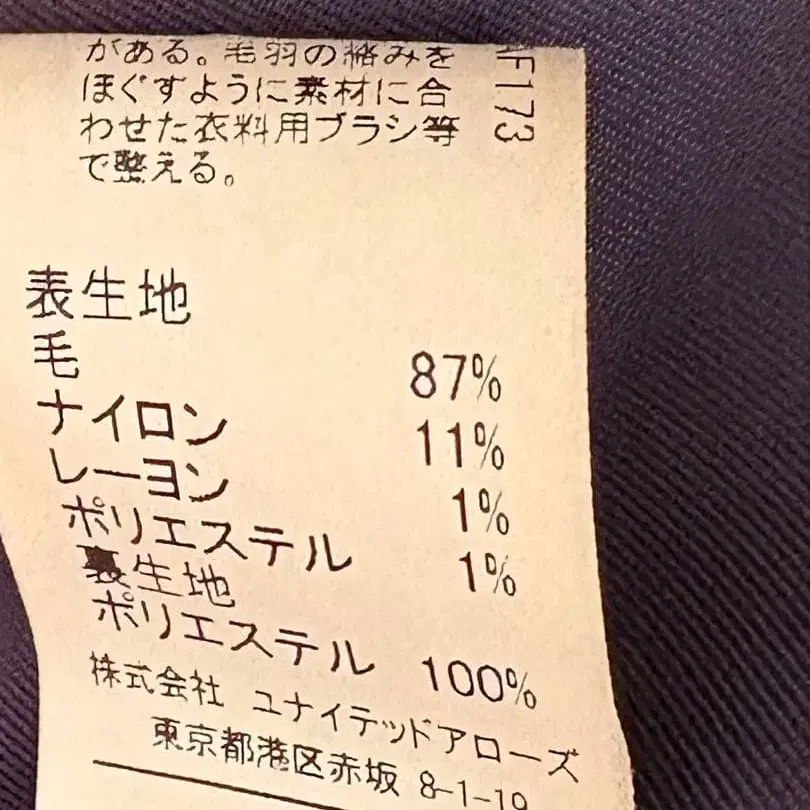 がある。毛羽の絡みを
ほぐすように素材に合
わせた衣料用ブラシ等
で整える。
F173
表生地
毛 87%
ナイロン 11%
レーヨン 1%
ポリエステル 1%
裏生地
ポリエステル 100%
株式会社 ユナイテッドアローズ
東京都港区赤坂 8-1-19